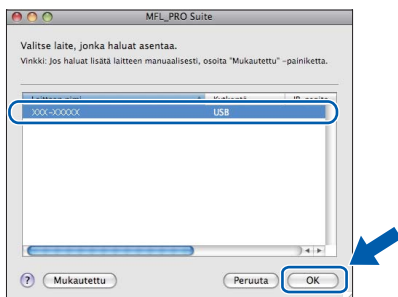 MFL_PRO Suite
Valitse laite, jonka haluat asentaa.
Vinkki: Jos haluat lisätä laitteen manuaalisesti, osoita "Mukautettu" -painiketta.
XXX-XXXXX USB
? Mukautettu Peruuta OK